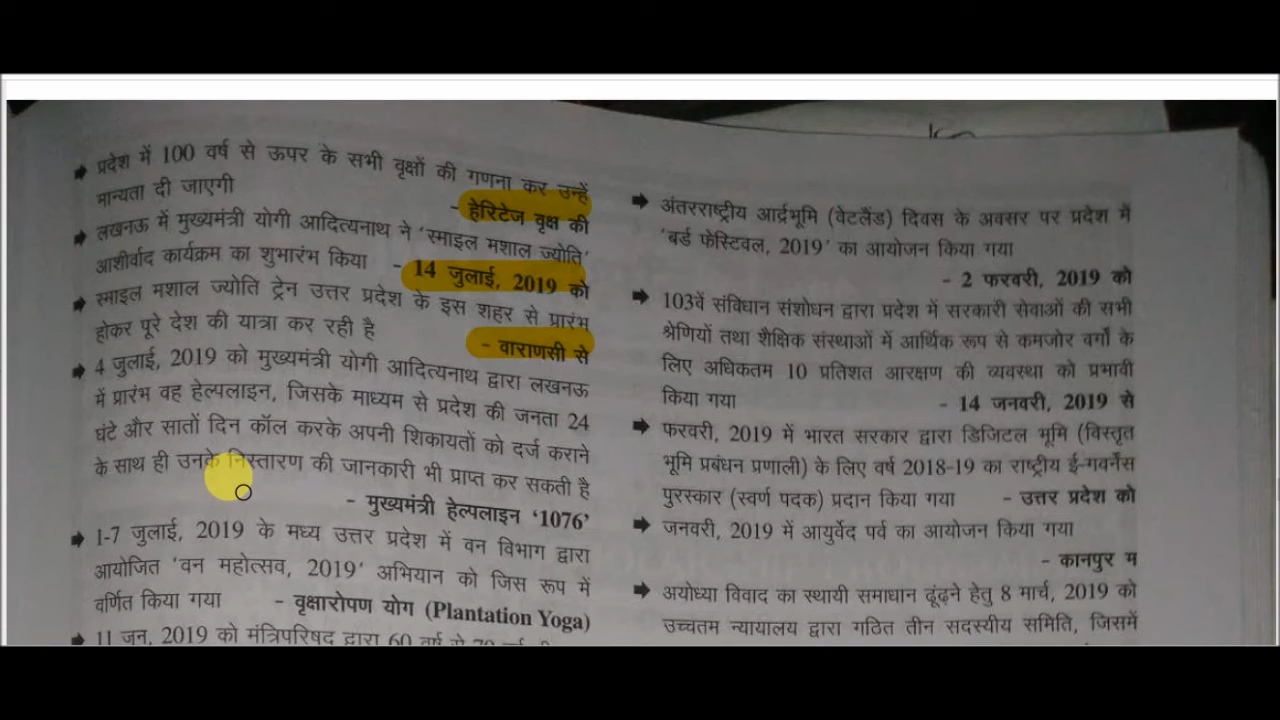 प्रदेश में 100 वर्ष से ऊपर के सभी वृक्षों की गणना कर उन्हें
मान्यता दी जाएगी
- हेरिटेज वृक्ष की
लखनऊ में मुख्यमंत्री योगी आदित्यनाथ ने 'स्माइल मशाल ज्योति'
आशीर्वाद कार्यक्रम का शुभारंभ किया - 14 जुलाई, 2019 को
स्माइल मशाल ज्योति ट्रेन उत्तर प्रदेश के इस शहर से प्रारंभ
होकर पूरे देश की यात्रा कर रही है - वाराणसी से
4 जुलाई, 2019 को मुख्यमंत्री योगी आदित्यनाथ द्वारा लखनऊ
में प्रारंभ वह हेल्पलाइन, जिसके माध्यम से प्रदेश की जनता 24
घंटे और सातों दिन कॉल करके अपनी शिकायतों को दर्ज कराने
के साथ ही उनके निस्तारण की जानकारी भी प्राप्त कर सकती है
- मुख्यमंत्री हेल्पलाइन '1076'
1-7 जुलाई, 2019 के मध्य उत्तर प्रदेश में वन विभाग द्वारा
आयोजित 'वन महोत्सव, 2019' अभियान को जिस रूप में
वर्णित किया गया - वृक्षारोपण योग (Plantation Yoga)
11 जून, 2019 को मंत्रिपरिषद द्वारा 60 वर्ष से
अंतरराष्ट्रीय आर्द्रभूमि (वेटलैंड) दिवस के अवसर पर प्रदेश में
'बर्ड फेस्टिवल, 2019' का आयोजन किया गया
- 2 फरवरी, 2019 को
103वें संविधान संशोधन द्वारा प्रदेश में सरकारी सेवाओं की सभी
श्रेणियों तथा शैक्षिक संस्थाओं में आर्थिक रूप से कमजोर वर्गों के
लिए अधिकतम 10 प्रतिशत आरक्षण की व्यवस्था को प्रभावी
किया गया - 14 जनवरी, 2019 से
फरवरी, 2019 में भारत सरकार द्वारा डिजिटल भूमि (विस्तृत
भूमि प्रबंधन प्रणाली) के लिए वर्ष 2018-19 का राष्ट्रीय ई-गवर्नेंस
पुरस्कार (स्वर्ण पदक) प्रदान किया गया - उत्तर प्रदेश को
जनवरी, 2019 में आयुर्वेद पर्व का आयोजन किया गया
- कानपुर म
अयोध्या विवाद का स्थायी समाधान ढूंढ़ने हेतु 8 मार्च, 2019 को
उच्चतम न्यायालय द्वारा गठित तीन सदस्यीय समिति, जिसमें